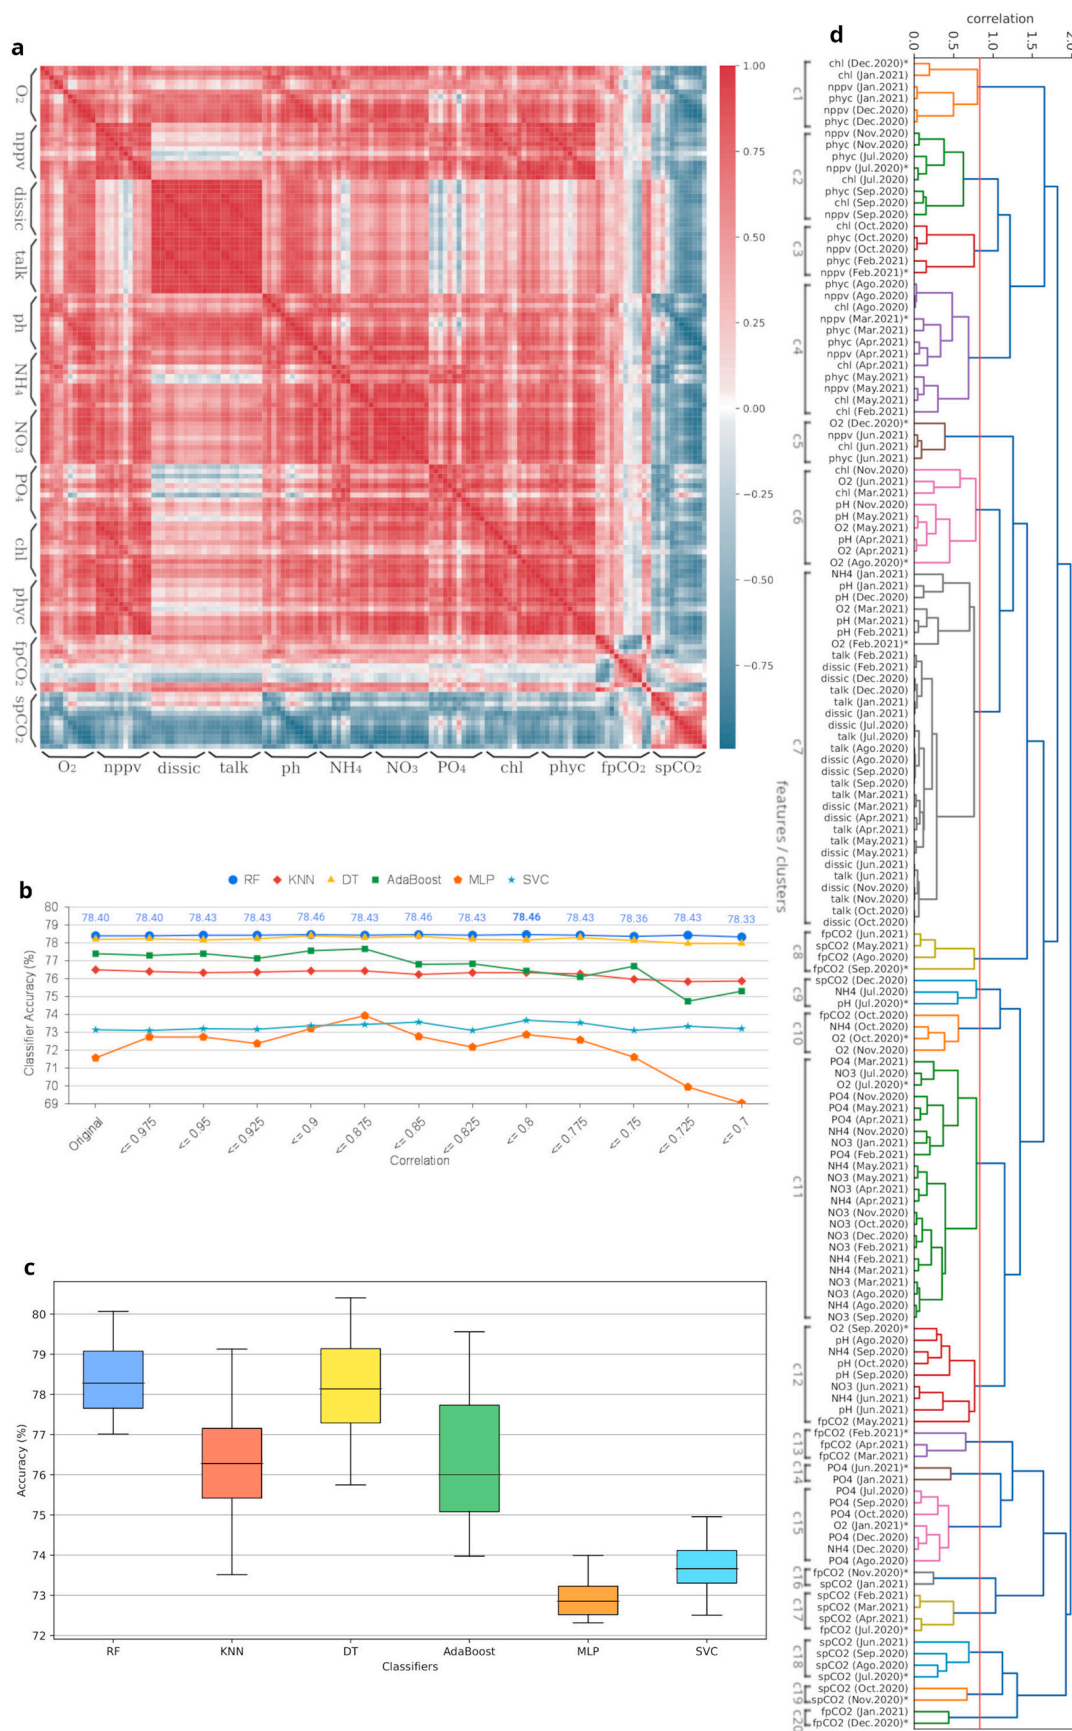 a
O2
nppv
dissic
talk
ph
NH4
NO3
PO4
chl
phyc
fpCO2
spCO2
1.00
0.75
0.50
0.25
0.00
−0.25
−0.50
−0.75
O2 nppv dissic talk ph NH4 NO3 PO4 chl phyc fpCO2 spCO2
b
RF KNN DT AdaBoost MLP SVC
Classifier Accuracy (%)
80
79
78
77
76
75
74
73
72
71
70
69
78.40 78.40 78.43 78.43 78.46 78.43 78.46 78.43 78.46 78.43 78.36 78.43 78.33
Original <= 0.975 <= 0.95 <= 0.925 <= 0.9 <= 0.875 <= 0.85 <= 0.825 <= 0.8 <= 0.775 <= 0.75 <= 0.725 <= 0.7
Correlation
c
Accuracy (%)
80
79
78
77
76
75
74
73
72
RF KNN DT AdaBoost MLP SVC
Classifiers
d
correlation
0.0 0.5 1.0 1.5 2.0
features / clusters
c1
chl (Dec.2020)*
chl (Jan.2021)
nppv (Jan.2021)
phyc (Jan.2021)
nppv (Dec.2020)
phyc (Dec.2020)
c2
nppv (Nov.2020)
phyc (Nov.2020)
phyc (Jul.2020)
nppv (Jul.2020)*
chl (Jul.2020)
phyc (Sep.2020)
chl (Sep.2020)
nppv (Sep.2020)
c3
chl (Oct.2020)
phyc (Oct.2020)
nppv (Oct.2020)
phyc (Feb.2021)
nppv (Feb.2021)*
c4
phyc (Ago.2020)
nppv (Ago.2020)
chl (Ago.2020)
nppv (Mar.2021)*
phyc (Mar.2021)
phyc (Apr.2021)
nppv (Apr.2021)
chl (Apr.2021)
phyc (May.2021)
nppv (May.2021)
chl (May.2021)
chl (Feb.2021)
c5
O2 (Dec.2020)*
nppv (Jun.2021)
chl (Jun.2021)
phyc (Jun.2021)
c6
chl (Nov.2020)
O2 (Jun.2021)
chl (Mar.2021)
pH (Nov.2020)
pH (May.2021)
O2 (May.2021)
pH (Apr.2021)
O2 (Apr.2021)
O2 (Ago.2020)*
c7
NH4 (Jan.2021)
pH (Jan.2021)
pH (Dec.2020)
O2 (Mar.2021)
pH (Mar.2021)
pH (Feb.2021)
O2 (Feb.2021)*
talk (Feb.2021)
dissic (Feb.2021)
dissic (Dec.2020)
talk (Dec.2020)
talk (Jan.2021)
dissic (Jan.2021)
dissic (Jul.2020)
talk (Jul.2020)
talk (Ago.2020)
dissic (Ago.2020)
dissic (Sep.2020)
talk (Sep.2020)
talk (Mar.2021)
dissic (Mar.2021)
dissic (Apr.2021)
talk (Apr.2021)
talk (May.2021)
dissic (May.2021)
dissic (Jun.2021)
talk (Jun.2021)
dissic (Nov.2020)
talk (Nov.2020)
talk (Oct.2020)
dissic (Oct.2020)
c8
fpCO2 (Jun.2021)
spCO2 (May.2021)
fpCO2 (Ago.2020)
fpCO2 (Sep.2020)*
c9
spCO2 (Dec.2020)
NH4 (Jul.2020)
pH (Jul.2020)*
c10
fpCO2 (Oct.2020)
NH4 (Oct.2020)
O2 (Oct.2020)*
O2 (Nov.2020)
c11
PO4 (Mar.2021)
NO3 (Jul.2020)
O2 (Jul.2020)*
PO4 (Nov.2020)
PO4 (May.2021)
PO4 (Apr.2021)
NH4 (Nov.2020)
NO3 (Jan.2021)
PO4 (Feb.2021)
NH4 (May.2021)
NO3 (May.2021)
NO3 (Apr.2021)
NH4 (Apr.2021)
NO3 (Nov.2020)
NO3 (Oct.2020)
NO3 (Dec.2020)
NO3 (Feb.2021)
NH4 (Feb.2021)
NH4 (Mar.2021)
NO3 (Mar.2021)
NO3 (Ago.2020)
NH4 (Ago.2020)
NO3 (Sep.2020)
c12
O2 (Sep.2020)*
pH (Ago.2020)
NH4 (Sep.2020)
pH (Oct.2020)
pH (Sep.2020)
NO3 (Jun.2021)
NH4 (Jun.2021)
pH (Jun.2021)
fpCO2 (May.2021)
c13
fpCO2 (Feb.2021)*
fpCO2 (Apr.2021)
fpCO2 (Mar.2021)
c14
PO4 (Jun.2021)*
PO4 (Jan.2021)
c15
PO4 (Jul.2020)
PO4 (Sep.2020)
PO4 (Oct.2020)
O2 (Jan.2021)*
PO4 (Dec.2020)
NH4 (Dec.2020)
PO4 (Ago.2020)
c16
fpCO2 (Nov.2020)*
spCO2 (Jan.2021)
c17
spCO2 (Feb.2021)
spCO2 (Mar.2021)
spCO2 (Apr.2021)
fpCO2 (Jul.2020)*
c18
spCO2 (Jun.2021)
spCO2 (Sep.2020)
spCO2 (Ago.2020)
spCO2 (Jul.2020)*
c19
spCO2 (Oct.2020)
spCO2 (Nov.2020)*
c20
fpCO2 (Jan.2021)
fpCO2 (Dec.2020)*